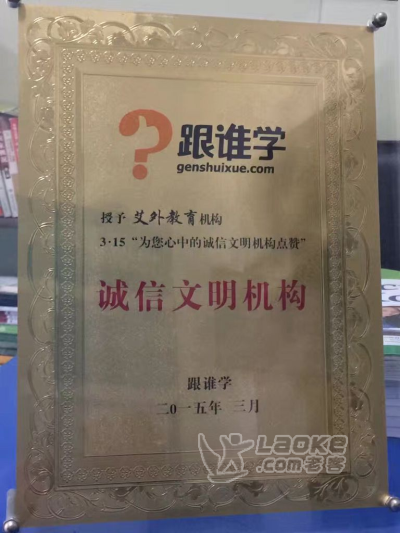 跟谁学
genshuixue.com
授予 艾外教育机构
3·15“为您心中的诚信文明机构点赞”
诚信文明机构
跟谁学
二〇一五年 三月
LAOKE
.com老客